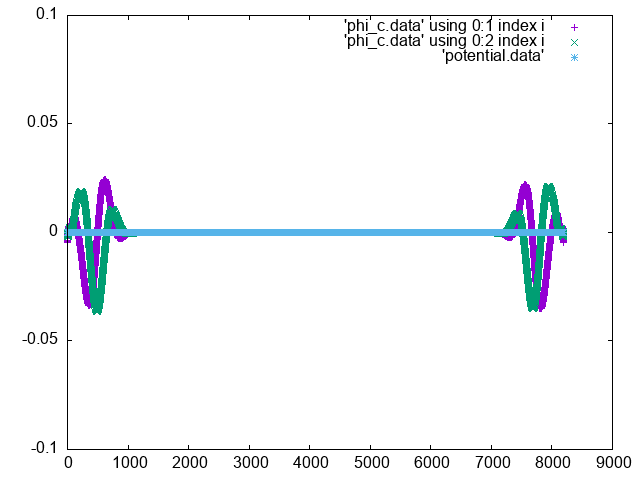 0.1
'phi_c.data' using 0:1 index i
'phi_c.data' using 0:2 index i
'potential.data'
0.05
0
-0.05
-0.1
0 1000 2000 3000 4000 5000 6000 7000 8000 9000